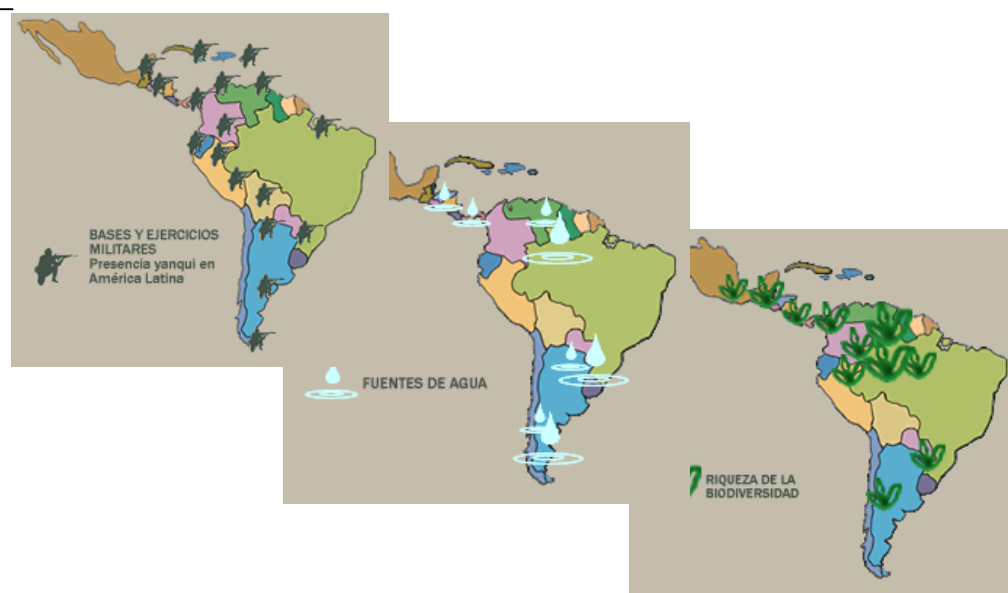 BASES Y EJERCICIOS
MILITARES
Presencia yanqui en
América Latina
FUENTES DE AGUA
RIQUEZA DE LA
BIODIVERSIDAD